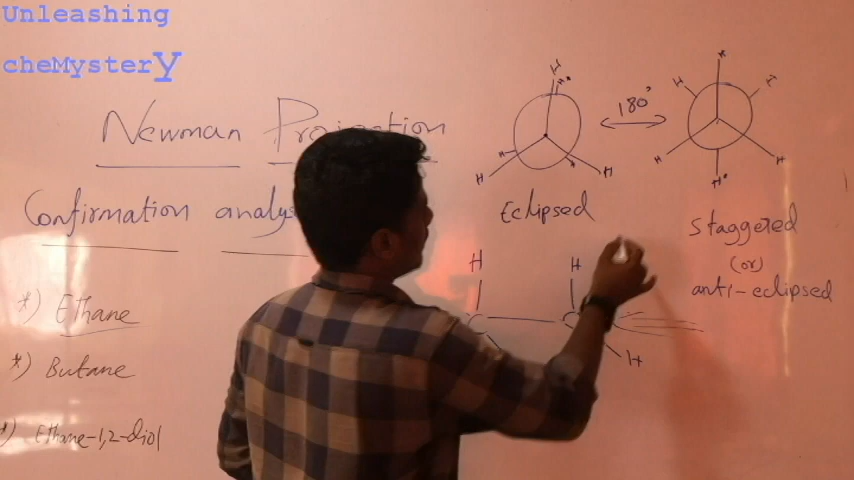 Unleashing
cheMysterY
Newman Projection
Confirmation analys
*) Ethane
*) Butane
*) Ethane-1,2-diol
180°
Eclipsed
Staggered
(or)
anti-eclipsed
H
H
H
H
H
H
H
H
H
H
H